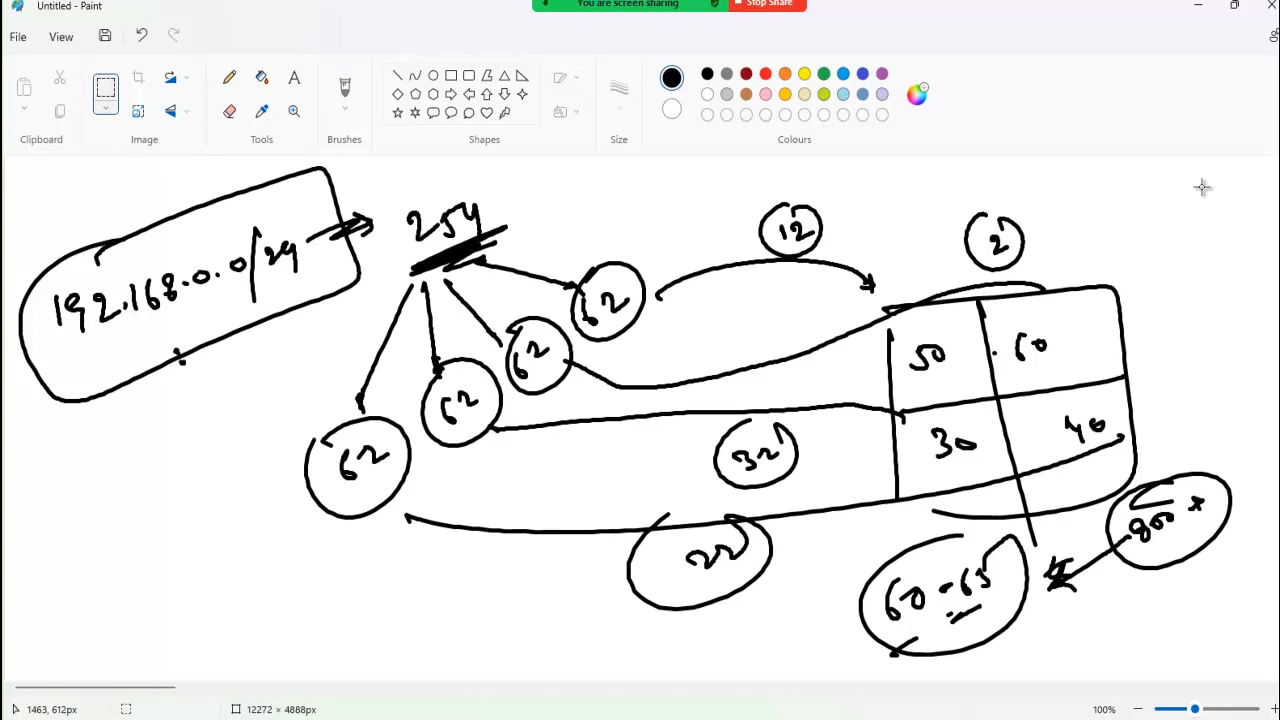 Untitled - Paint
You are screen sharing
Stop Share
File
View
Clipboard
Image
Tools
Brushes
Shapes
Size
Colours
192.168.0.0/24
254
12
2
62
62
62
62
50
60
30
40
32
22
800 x
60-65
1463, 612px
12272 × 4888px
100%